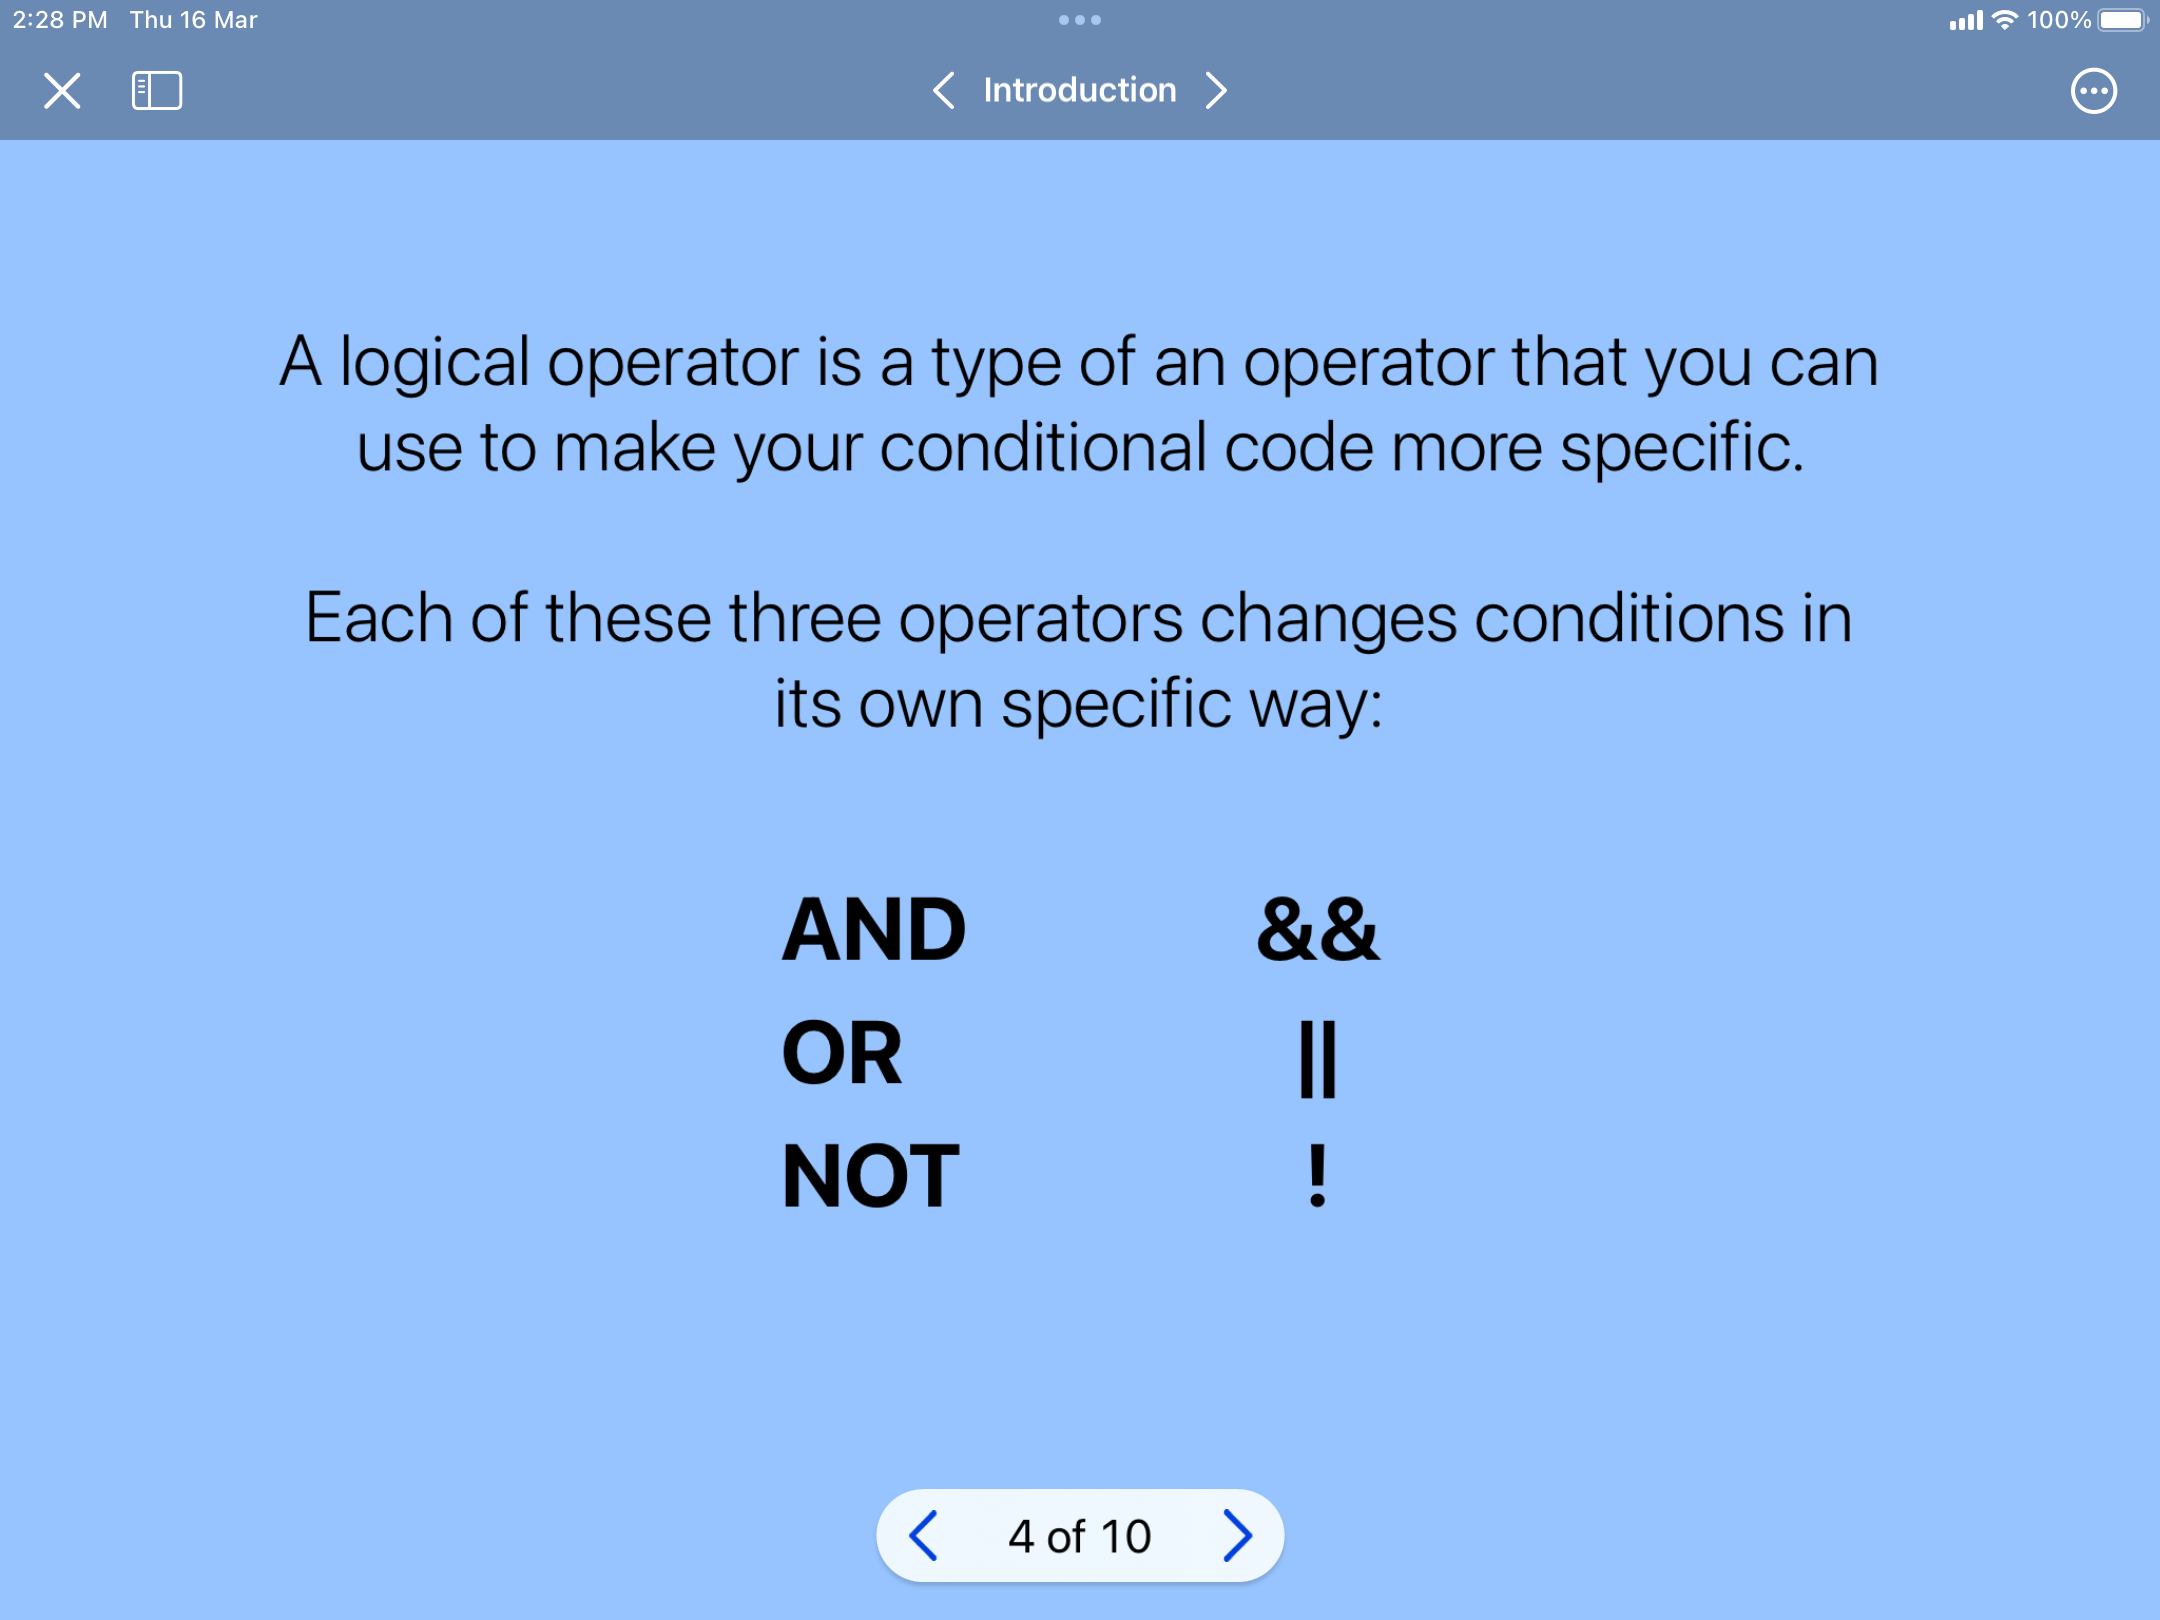 2:28 PM Thu 16 Mar
100%
Introduction
A logical operator is a type of an operator that you can
use to make your conditional code more specific.
Each of these three operators changes conditions in
its own specific way:
AND &&
OR ||
NOT !
4 of 10